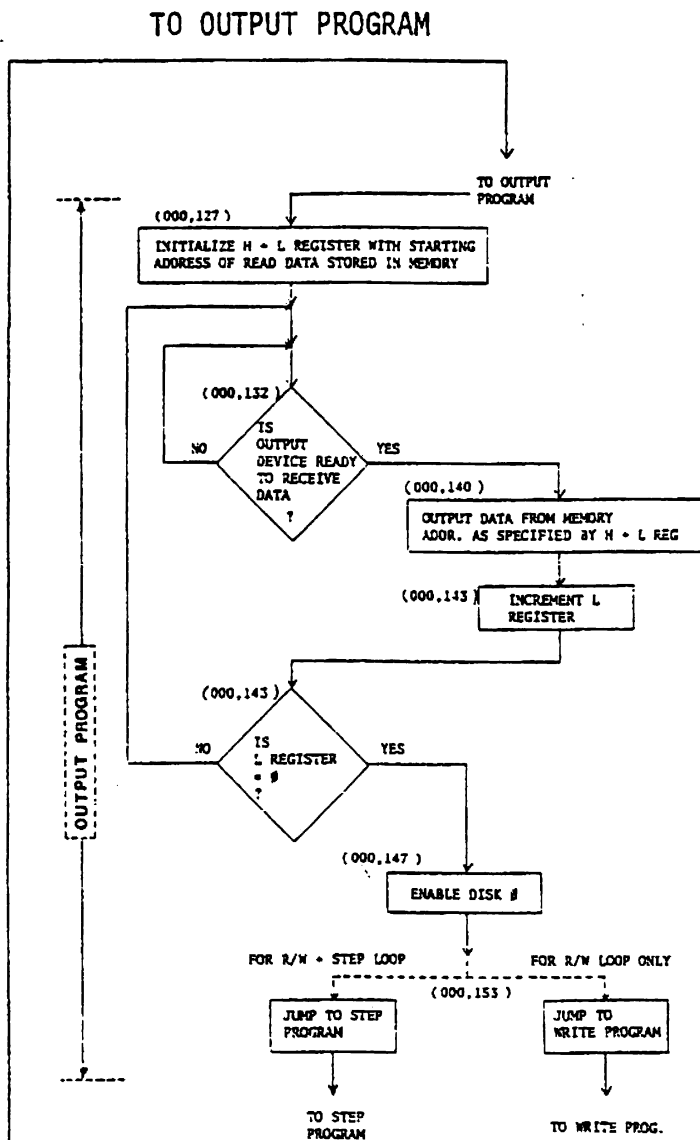 TO OUTPUT PROGRAM
TO OUTPUT
PROGRAM
(000,127)
INITIALIZE H + L REGISTER WITH STARTING
ADDRESS OF READ DATA STORED IN MEMORY
(000,132)
IS
OUTPUT
DEVICE READY
TO RECEIVE
DATA
?
NO
YES
(000,140)
OUTPUT DATA FROM MEMORY
ADDR. AS SPECIFIED BY H + L REG
(000,143)
INCREMENT L
REGISTER
OUTPUT PROGRAM
(000,143)
IS
L REGISTER
= Ø
?
NO
YES
(000,147)
ENABLE DISK Ø
FOR R/W + STEP LOOP
FOR R/W LOOP ONLY
(000,153)
JUMP TO STEP
PROGRAM
JUMP TO
WRITE PROGRAM
TO STEP
PROGRAM
TO WRITE PROG.